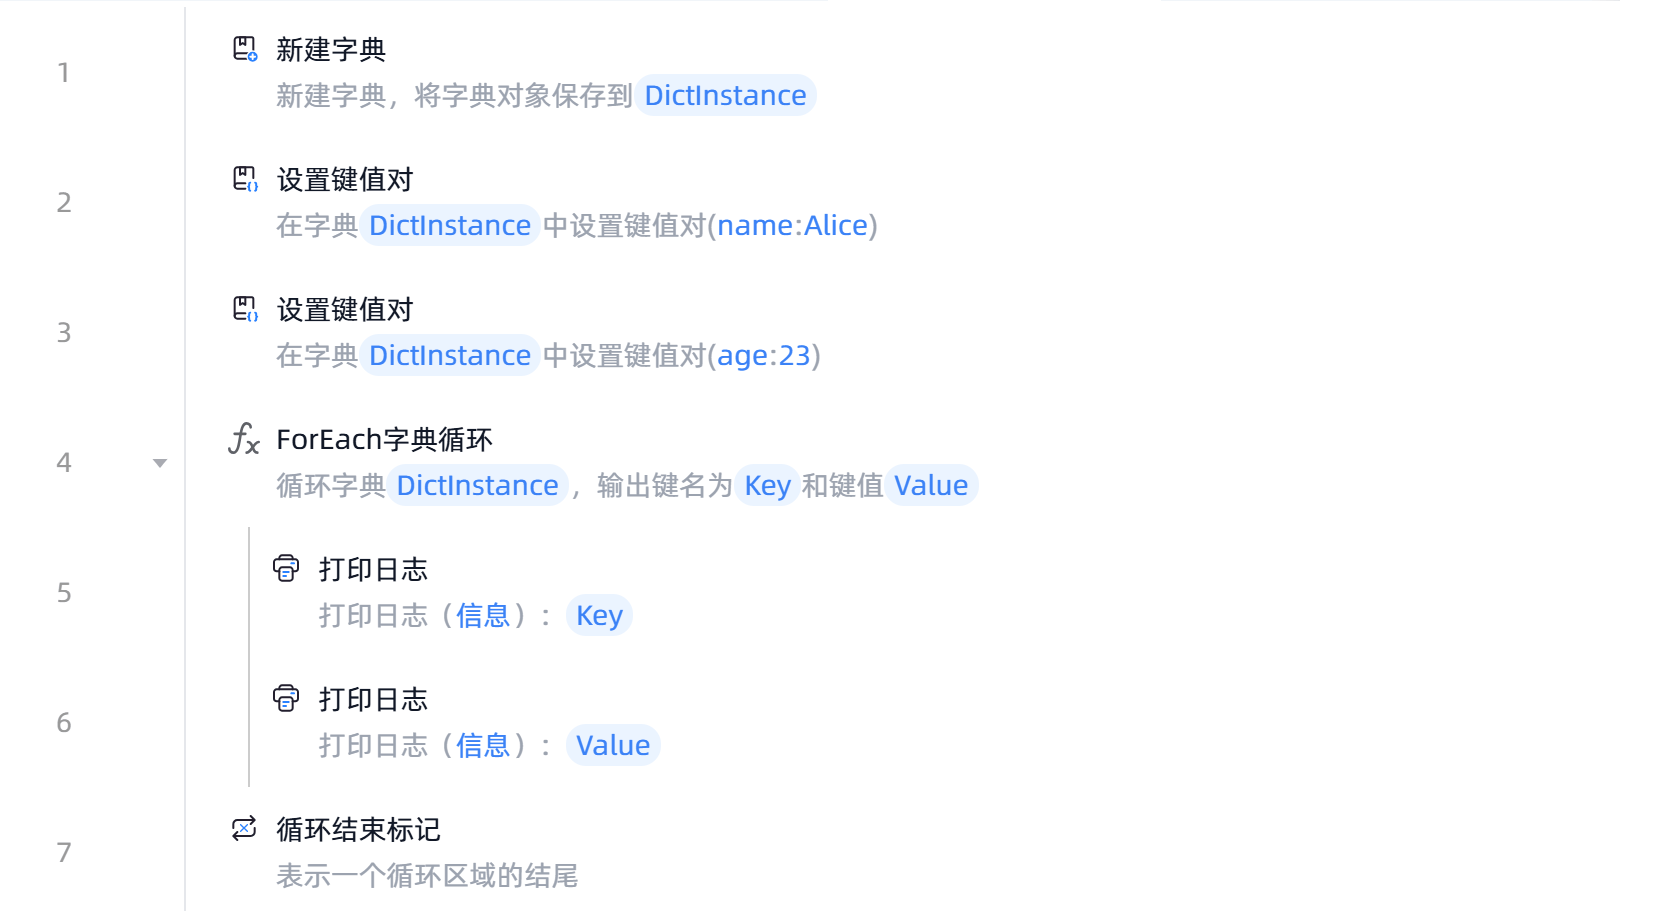 1
新建字典
新建字典，将字典对象保存到 DictInstance
2
设置键值对
在字典 DictInstance 中设置键值对(name:Alice)
3
设置键值对
在字典 DictInstance 中设置键值对(age:23)
4
ForEach字典循环
循环字典 DictInstance ，输出键名为 Key 和键值 Value
5
打印日志
打印日志（信息）： Key
6
打印日志
打印日志（信息）： Value
7
循环结束标记
表示一个循环区域的结尾